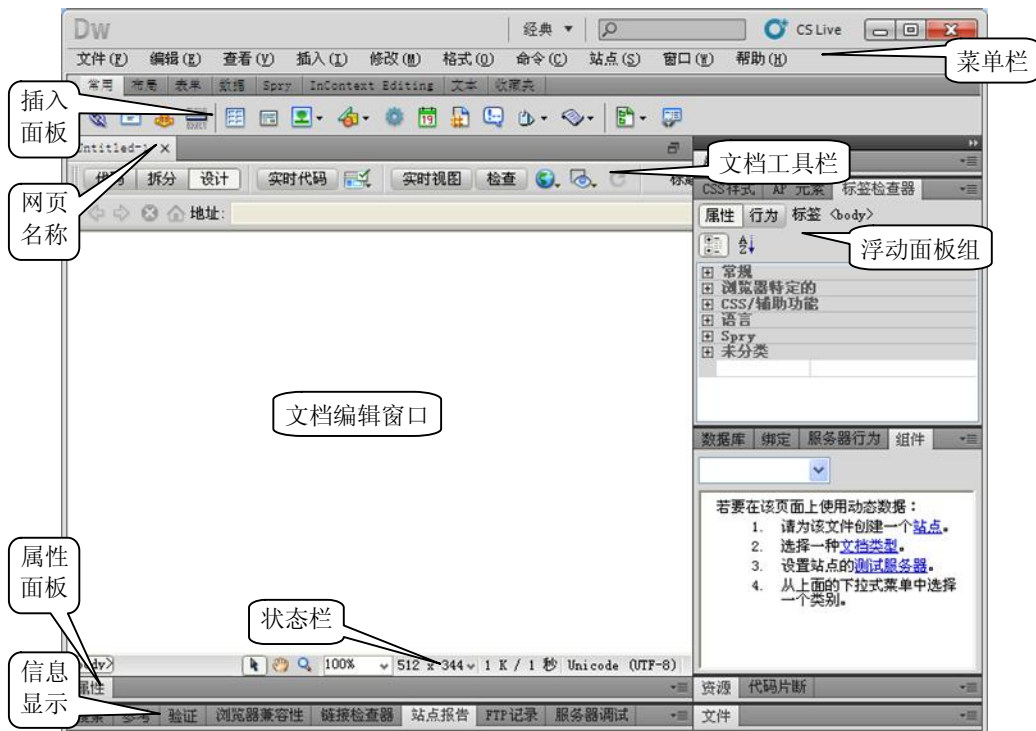 Dw 经典 CS Live
文件(F) 编辑(E) 查看(V) 插入(I) 修改(M) 格式(O) 命令(C) 站点(S) 窗口(W) 帮助(H)
菜单栏
常用 布局 表单 数据 Spry InContext Editing 文本 收藏夹
插入
面板
19
文档工具栏
拆分 设计 实时代码 实时视图 检查
CSS样式 AP 元素 标签检查器
网页
名称
地址:
属性 行为 标签 <body>
浮动面板组
常规
浏览器特定的
CSS/辅助功能
语言
Spry
未分类
文档编辑窗口
数据库 绑定 服务器行为 组件
若要在该页面上使用动态数据：
1. 请为该文件创建一个站点。
2. 选择一种文档类型。
3. 设置站点的测试服务器。
4. 从上面的下拉式菜单中选择
一个类别。
属性
面板
状态栏
100% 512 x 344 1 K / 1 秒 Unicode (UTF-8)
信息
显示
属性
资源 代码片断
搜索 参考 验证 浏览器兼容性 链接检查器 站点报告 FTP记录 服务器调试
文件